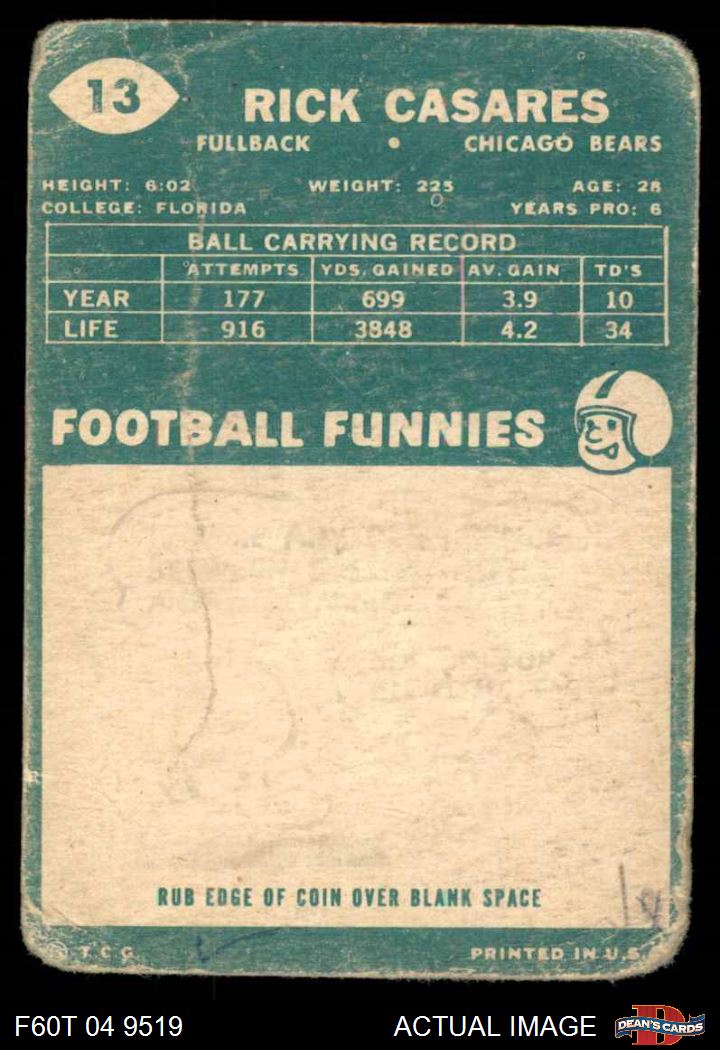 13
RICK CASARES
FULLBACK • CHICAGO BEARS
HEIGHT: 6:02 WEIGHT: 225 AGE: 28
COLLEGE: FLORIDA YEARS PRO: 6
BALL CARRYING RECORD
ATTEMPTS YDS. GAINED AV. GAIN TD'S
YEAR 177 699 3.9 10
LIFE 916 3848 4.2 34
FOOTBALL FUNNIES
RUB EDGE OF COIN OVER BLANK SPACE
© T.C.G. PRINTED IN U.S.
F60T 04 9519 ACTUAL IMAGE DEAN'S CARDS